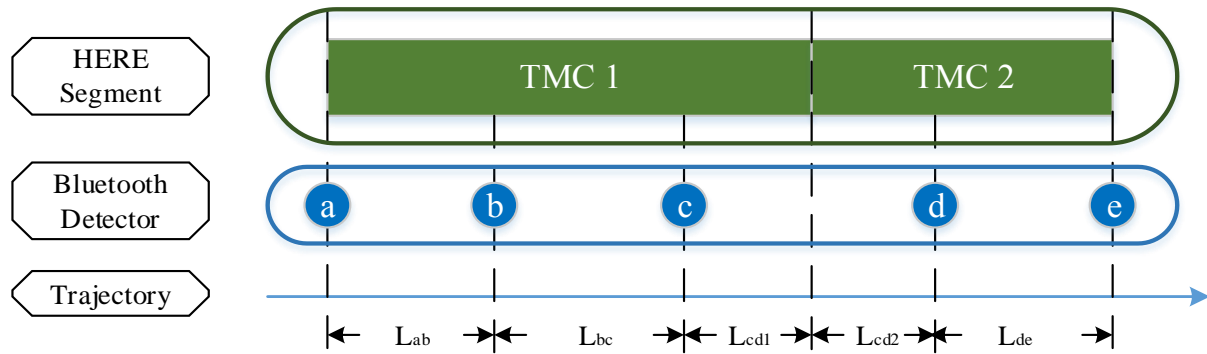 HERE
Segment
TMC 1
TMC 2
Bluetooth
Detector
a
b
c
d
e
Trajectory
Lab
Lbc
Lcd1
Lcd2
Lde